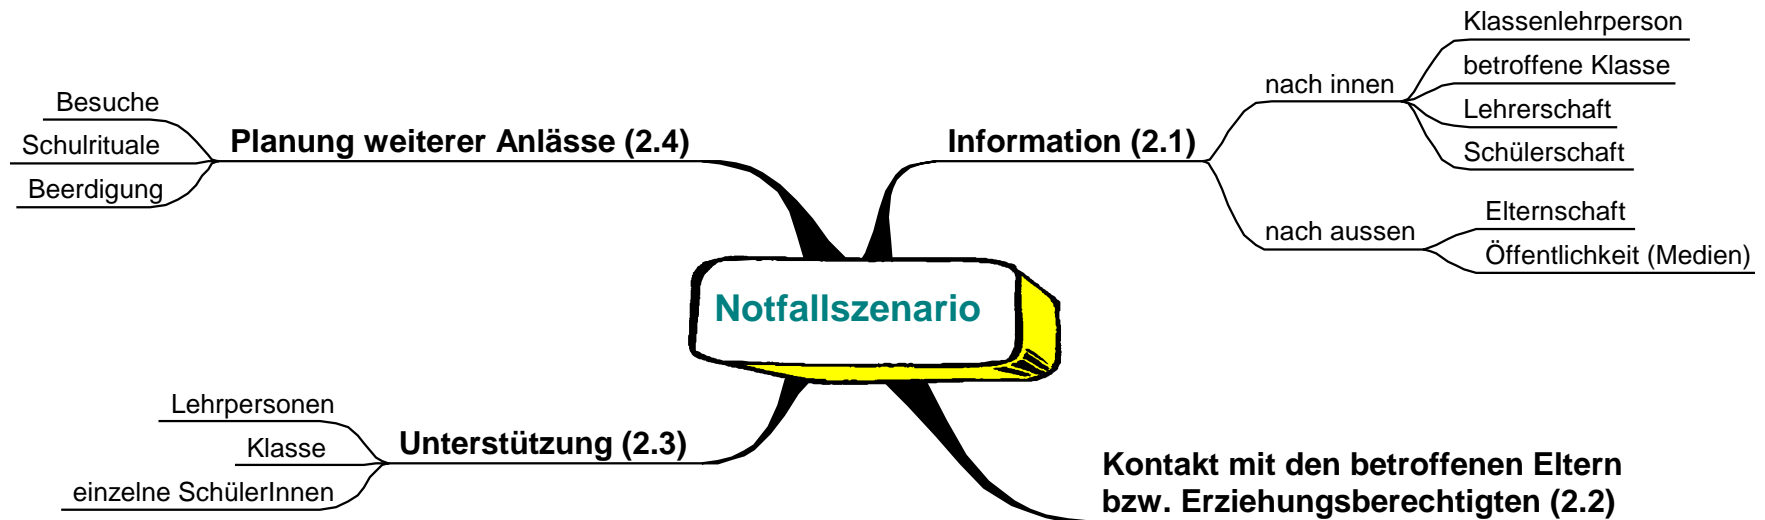 Notfallszenario
Information (2.1)
nach innen
Klassenlehrperson
betroffene Klasse
Lehrerschaft
Schülerschaft
nach aussen
Elternschaft
Öffentlichkeit (Medien)
Kontakt mit den betroffenen Eltern
bzw. Erziehungsberechtigten (2.2)
Unterstützung (2.3)
Lehrpersonen
Klasse
einzelne SchülerInnen
Planung weiterer Anlässe (2.4)
Besuche
Schulrituale
Beerdigung